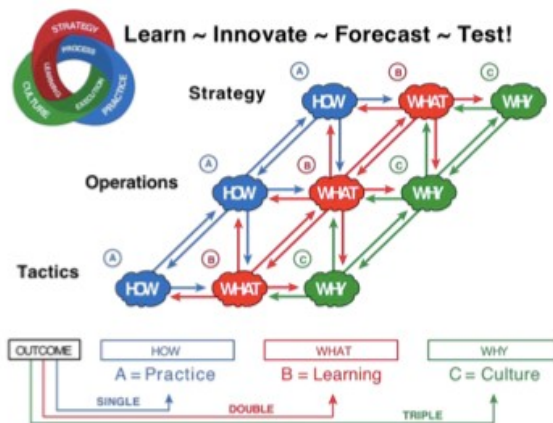 Learn ~ Innovate ~ Forecast ~ Test!
STRATEGY
PROCESS
LEARNING
EXECUTION
CULTURE
PRACTICE
A
B
C
Strategy
HOW
WHAT
WHY
A
B
C
Operations
HOW
WHAT
WHY
A
B
C
Tactics
HOW
WHAT
WHY
OUTCOME
HOW
WHAT
WHY
A = Practice
B = Learning
C = Culture
SINGLE
DOUBLE
TRIPLE